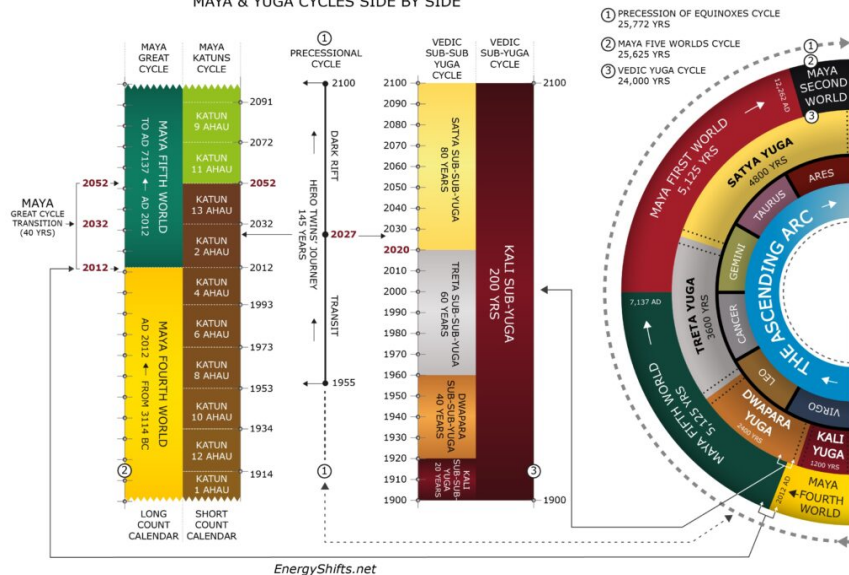 MAYA & YUGA CYCLES SIDE BY SIDE
① PRECESSION OF EQUINOXES CYCLE
25,772 YRS
② MAYA FIVE WORLDS CYCLE
25,625 YRS
③ VEDIC YUGA CYCLE
24,000 YRS
MAYA
GREAT
CYCLE
MAYA
KATUNS
CYCLE
①
PRECESSIONAL
CYCLE
VEDIC
SUB-SUB
YUGA
CYCLE
VEDIC
SUB-YUGA
CYCLE
MAYA FIFTH WORLD
TO AD 7137 ← AD 2012
MAYA FOURTH WORLD
AD 2012 ← FROM 3114 BC
②
LONG
COUNT
CALENDAR
KATUN
9 AHAU
KATUN
11 AHAU
KATUN
13 AHAU
KATUN
2 AHAU
KATUN
4 AHAU
KATUN
6 AHAU
KATUN
8 AHAU
KATUN
10 AHAU
KATUN
12 AHAU
KATUN
1 AHAU
SHORT
COUNT
CALENDAR
2091
2072
2052
2032
2012
1993
1973
1953
1934
1914
2052
2032
2012
MAYA
GREAT CYCLE
TRANSITION
(40 YRS)
2100
DARK RIFT
HERO TWINS' JOURNEY
145 YEARS
2027
TRANSIT
1955
①
2100
2090
2080
2070
2060
2050
2040
2030
2020
2010
2000
1990
1980
1970
1960
1950
1940
1930
1920
1910
1900
SATYA SUB-SUB-YUGA
80 YEARS
TRETA SUB-SUB-YUGA
60 YEARS
DWAPARA
SUB-SUB-YUGA
40 YEARS
KALI
SUB-SUB-
YUGA
20 YEARS
KALI SUB-YUGA
200 YRS
2100
③
1900
①
②
③
MAYA
SECOND
WORLD
12,262 AD
MAYA FIRST WORLD
5,125 YRS
7,137 AD
MAYA FIFTH WORLD
5,125 YRS
2012 AD
MAYA
FOURTH
WORLD
SATYA YUGA
4800 YRS
TRETA YUGA
3600 YRS
DWAPARA
YUGA
2400 YRS
KALI
YUGA
1200 YRS
ARES
TAURUS
GEMINI
CANCER
LEO
VIRGO
THE ASCENDING ARC
EnergyShifts.net